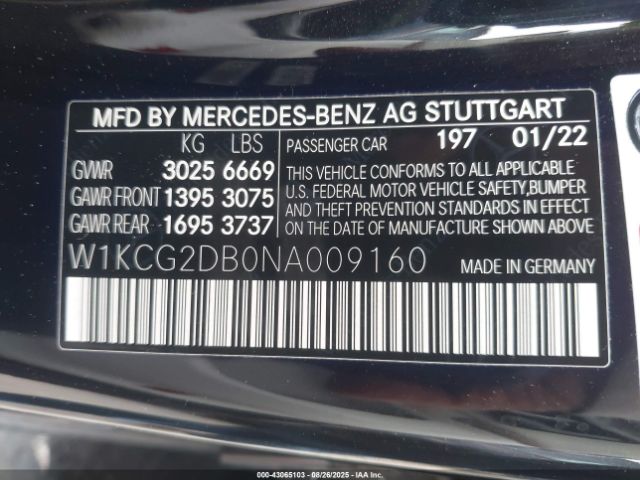 MFD BY MERCEDES-BENZ AG STUTTGART
KG LBS
GVWR 3025 6669
GAWR FRONT 1395 3075
GAWR REAR 1695 3737
PASSENGER CAR 197 01/22
THIS VEHICLE CONFORMS TO ALL APPLICABLE
U.S. FEDERAL MOTOR VEHICLE SAFETY,BUMPER
AND THEFT PREVENTION STANDARDS IN EFFECT
ON THE DATE OF MANUFACTURE SHOWN ABOVE.
W1KCG2DB0NA009160 MADE IN GERMANY
000-43065103 - 08/26/2025 - IAAI.COM